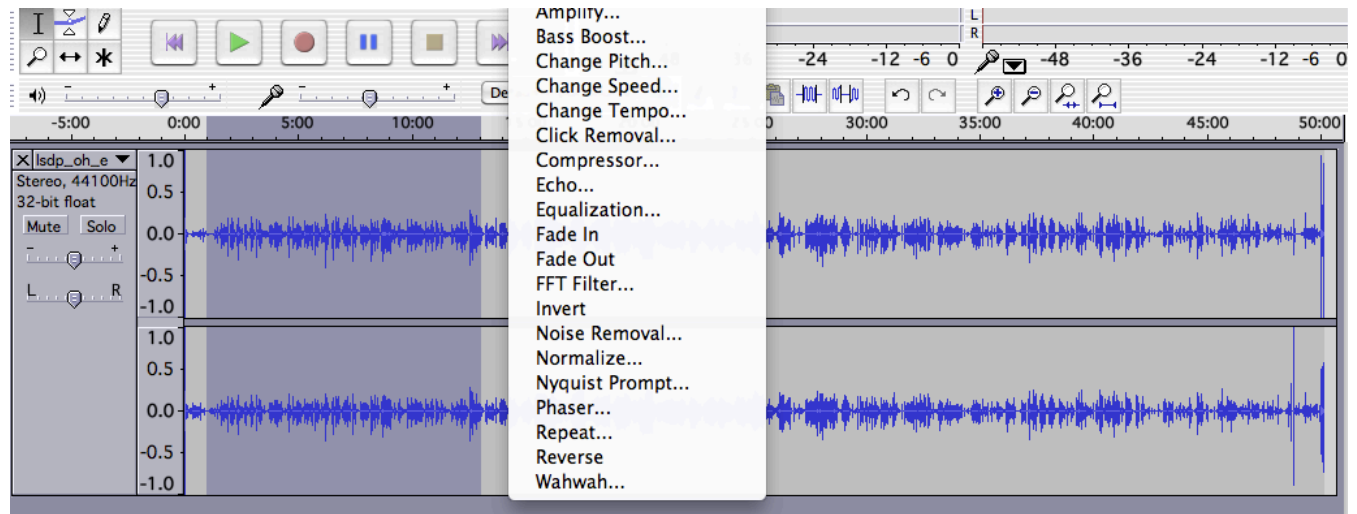 Amplify...
Bass Boost...
Change Pitch...
Change Speed...
Change Tempo...
Click Removal...
Compressor...
Echo...
Equalization...
Fade In
Fade Out
FFT Filter...
Invert
Noise Removal...
Normalize...
Nyquist Prompt...
Phaser...
Repeat...
Reverse
Wahwah...
L
R
-24 -12 -6 0 -48 -36 -24 -12 -6 0
- + - + De
-5:00 0:00 5:00 10:00 30:00 35:00 40:00 45:00 50:00
X lsdp_oh_e
Stereo, 44100Hz
32-bit float
Mute Solo
- +
L R
1.0
0.5
0.0
-0.5
-1.0
1.0
0.5
0.0
-0.5
-1.0